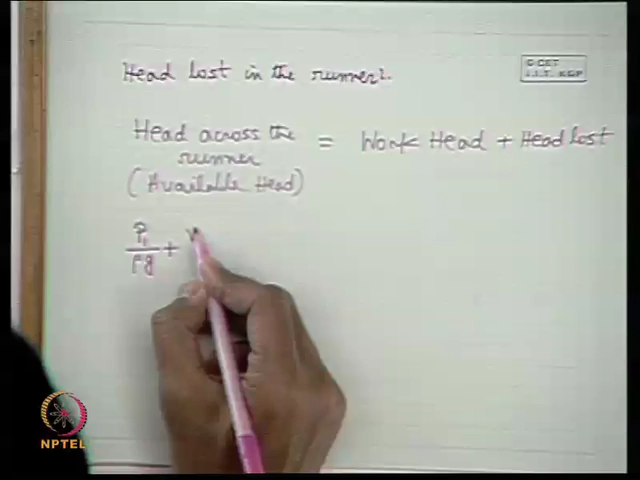 Head lost in the runner?.
© CET
I.I.T. KGP
Head across the = Work Head + Head lost
runner
(Available Head)
P₁/ρg + V
NPTEL